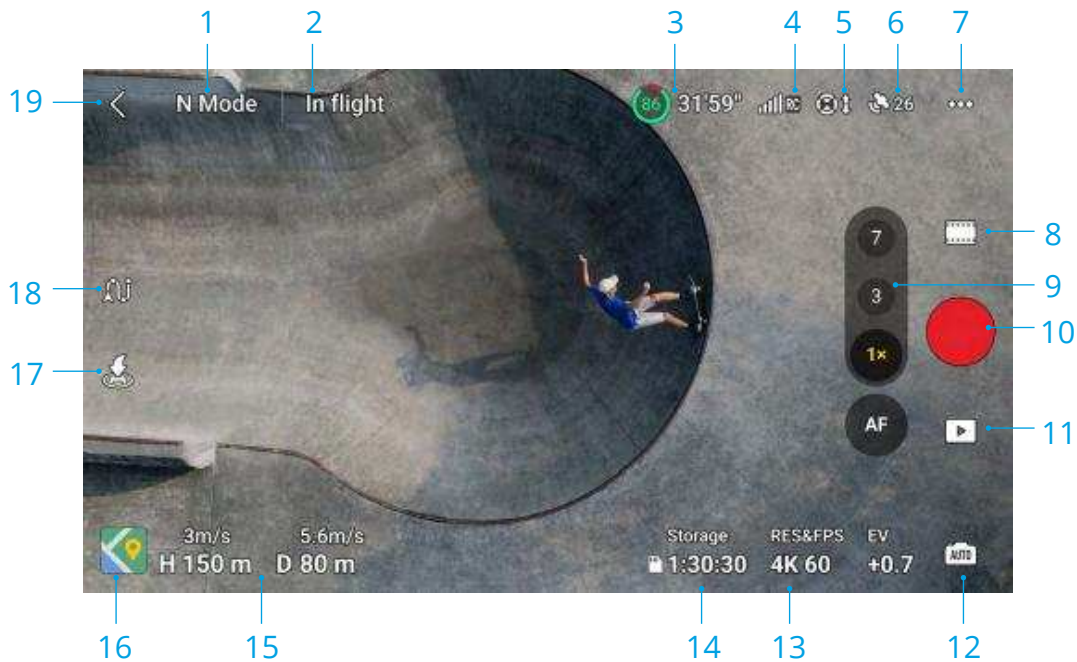 1 2 3 4 5 6 7
19 N Mode In flight 86 31'59" RC 26
7 8
3 9
10
1×
18
17
AF
11
3m/s 5.6m/s Storage RES&FPS EV
H 150 m D 80 m 1:30:30 4K 60 +0.7 AUTO
16 15 14 13 12